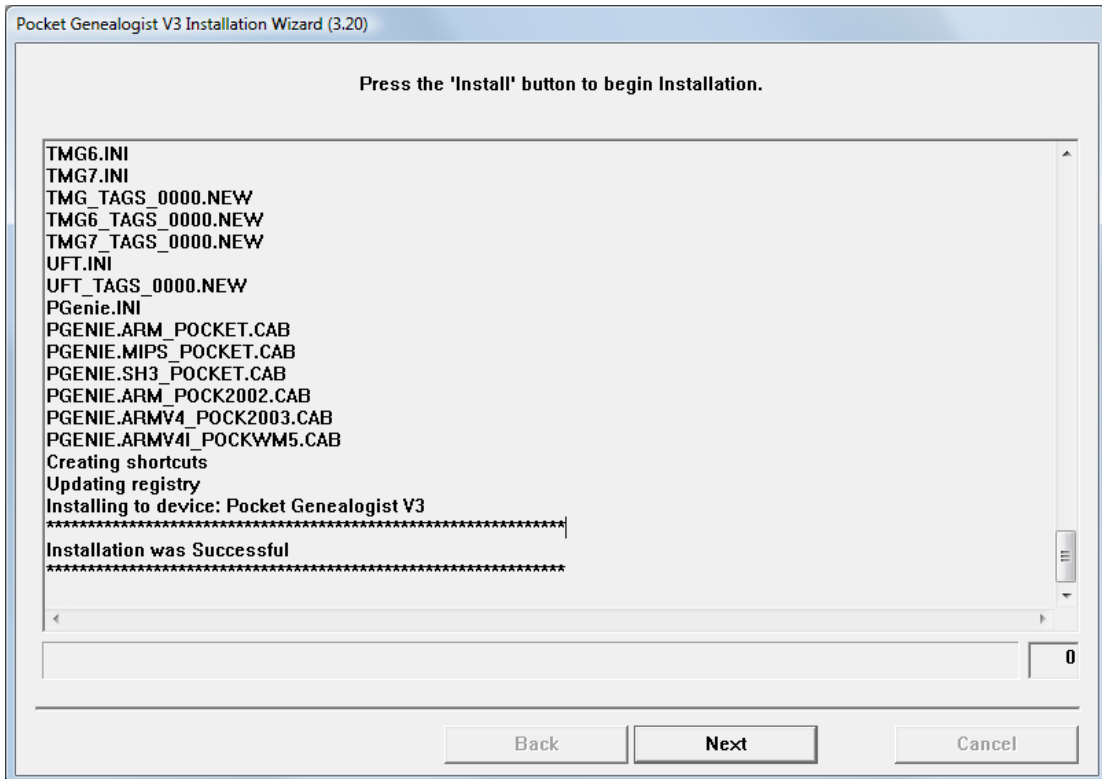 Pocket Genealogist V3 Installation Wizard (3.20)
Press the 'Install' button to begin Installation.
TMG6.INI
TMG7.INI
TMG_TAGS_0000.NEW
TMG6_TAGS_0000.NEW
TMG7_TAGS_0000.NEW
UFT.INI
UFT_TAGS_0000.NEW
PGenie.INI
PGENIE.ARM_POCKET.CAB
PGENIE.MIPS_POCKET.CAB
PGENIE.SH3_POCKET.CAB
PGENIE.ARM_POCK2002.CAB
PGENIE.ARMV4_POCK2003.CAB
PGENIE.ARMV4I_POCKWM5.CAB
Creating shortcuts
Updating registry
Installing to device: Pocket Genealogist V3
***************************************************************
Installation was Successful
***************************************************************
0
Back Next Cancel